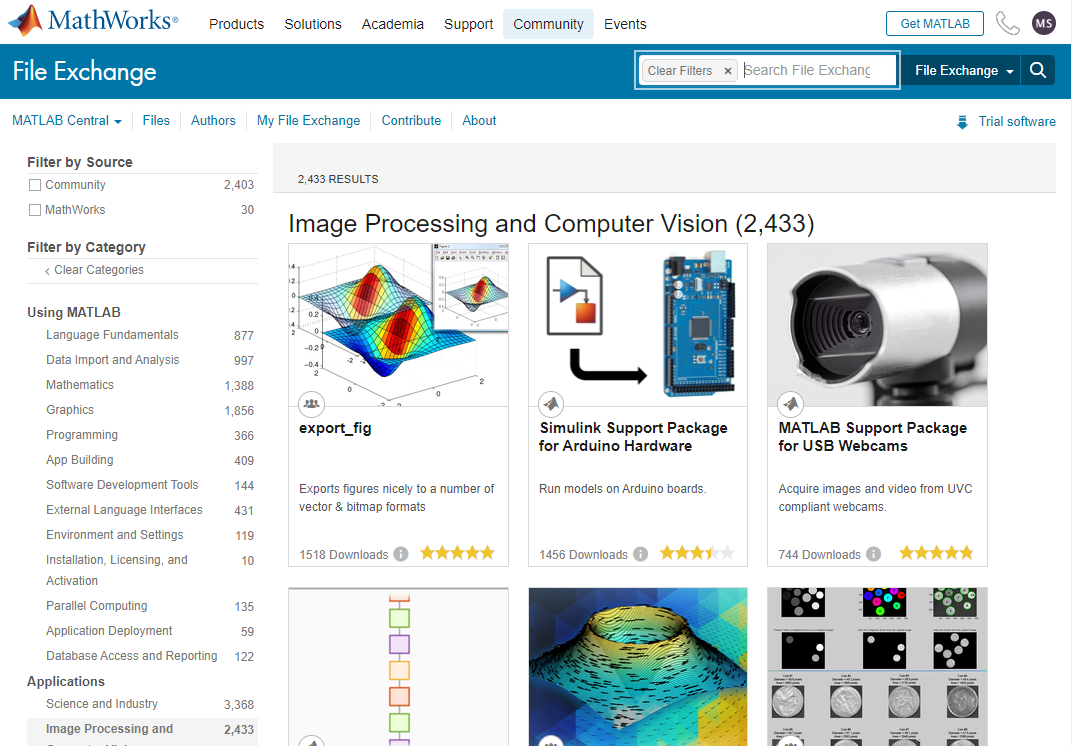 MathWorks®
Products Solutions Academia Support Community Events
Get MATLAB
MS
File Exchange
Clear Filters ×
Search File Exchang
File Exchange
MATLAB Central Files Authors My File Exchange Contribute About
Trial software
Filter by Source
Community 2,403
MathWorks 30
Filter by Category
‹ Clear Categories
Using MATLAB
Language Fundamentals 877
Data Import and Analysis 997
Mathematics 1,388
Graphics 1,856
Programming 366
App Building 409
Software Development Tools 144
External Language Interfaces 431
Environment and Settings 119
Installation, Licensing, and 10
Activation
Parallel Computing 135
Application Deployment 59
Database Access and Reporting 122
Applications
Science and Industry 3,368
Image Processing and 2,433
2,433 RESULTS
Image Processing and Computer Vision (2,433)
export_fig
Exports figures nicely to a number of
vector & bitmap formats
1518 Downloads
Simulink Support Package
for Arduino Hardware
Run models on Arduino boards.
1456 Downloads
MATLAB Support Package
for USB Webcams
Acquire images and video from UVC
compliant webcams.
744 Downloads